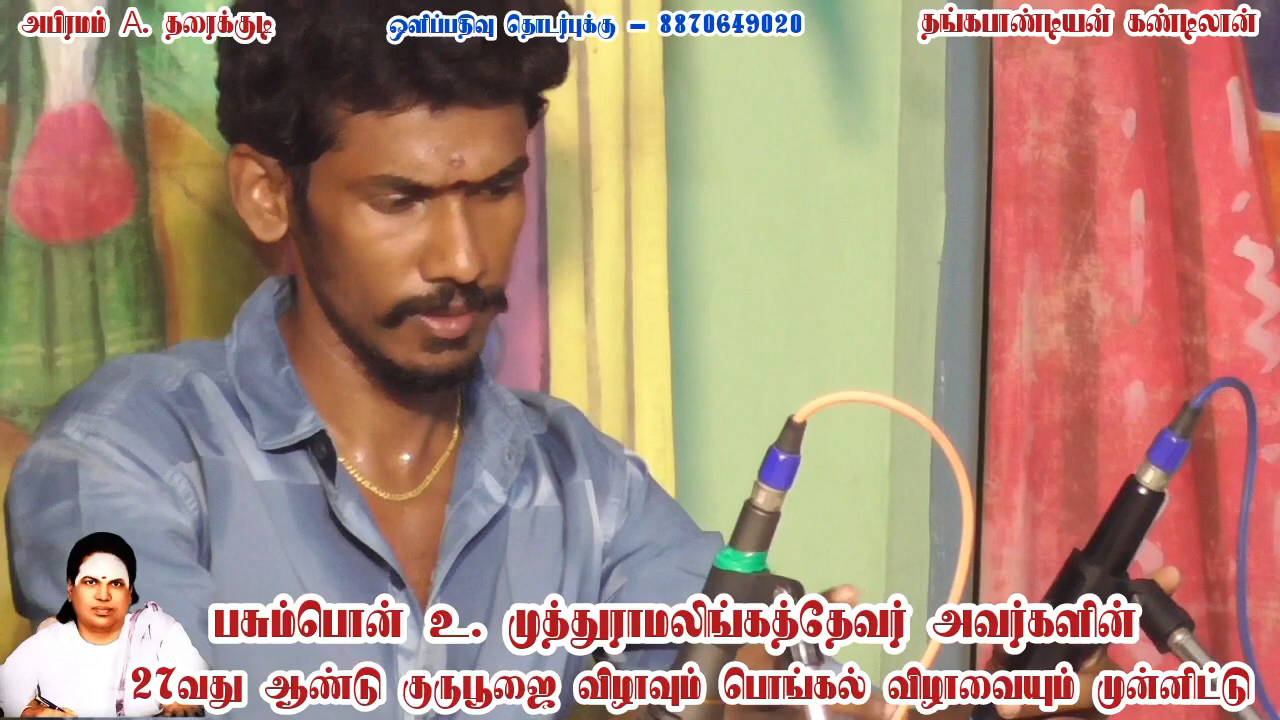 அபிராமம் A. தரைக்குடி
ஒளிப்பதிவு தொடர்புக்கு – 8870649020
தங்கபாண்டியன் கண்டிலான்
பசும்பொன் உ. முத்துராமலிங்கத்தேவர் அவர்களின்
27வது ஆண்டு குருபூஜை விழாவும் பொங்கல் விழாவையும் முன்னிட்டு